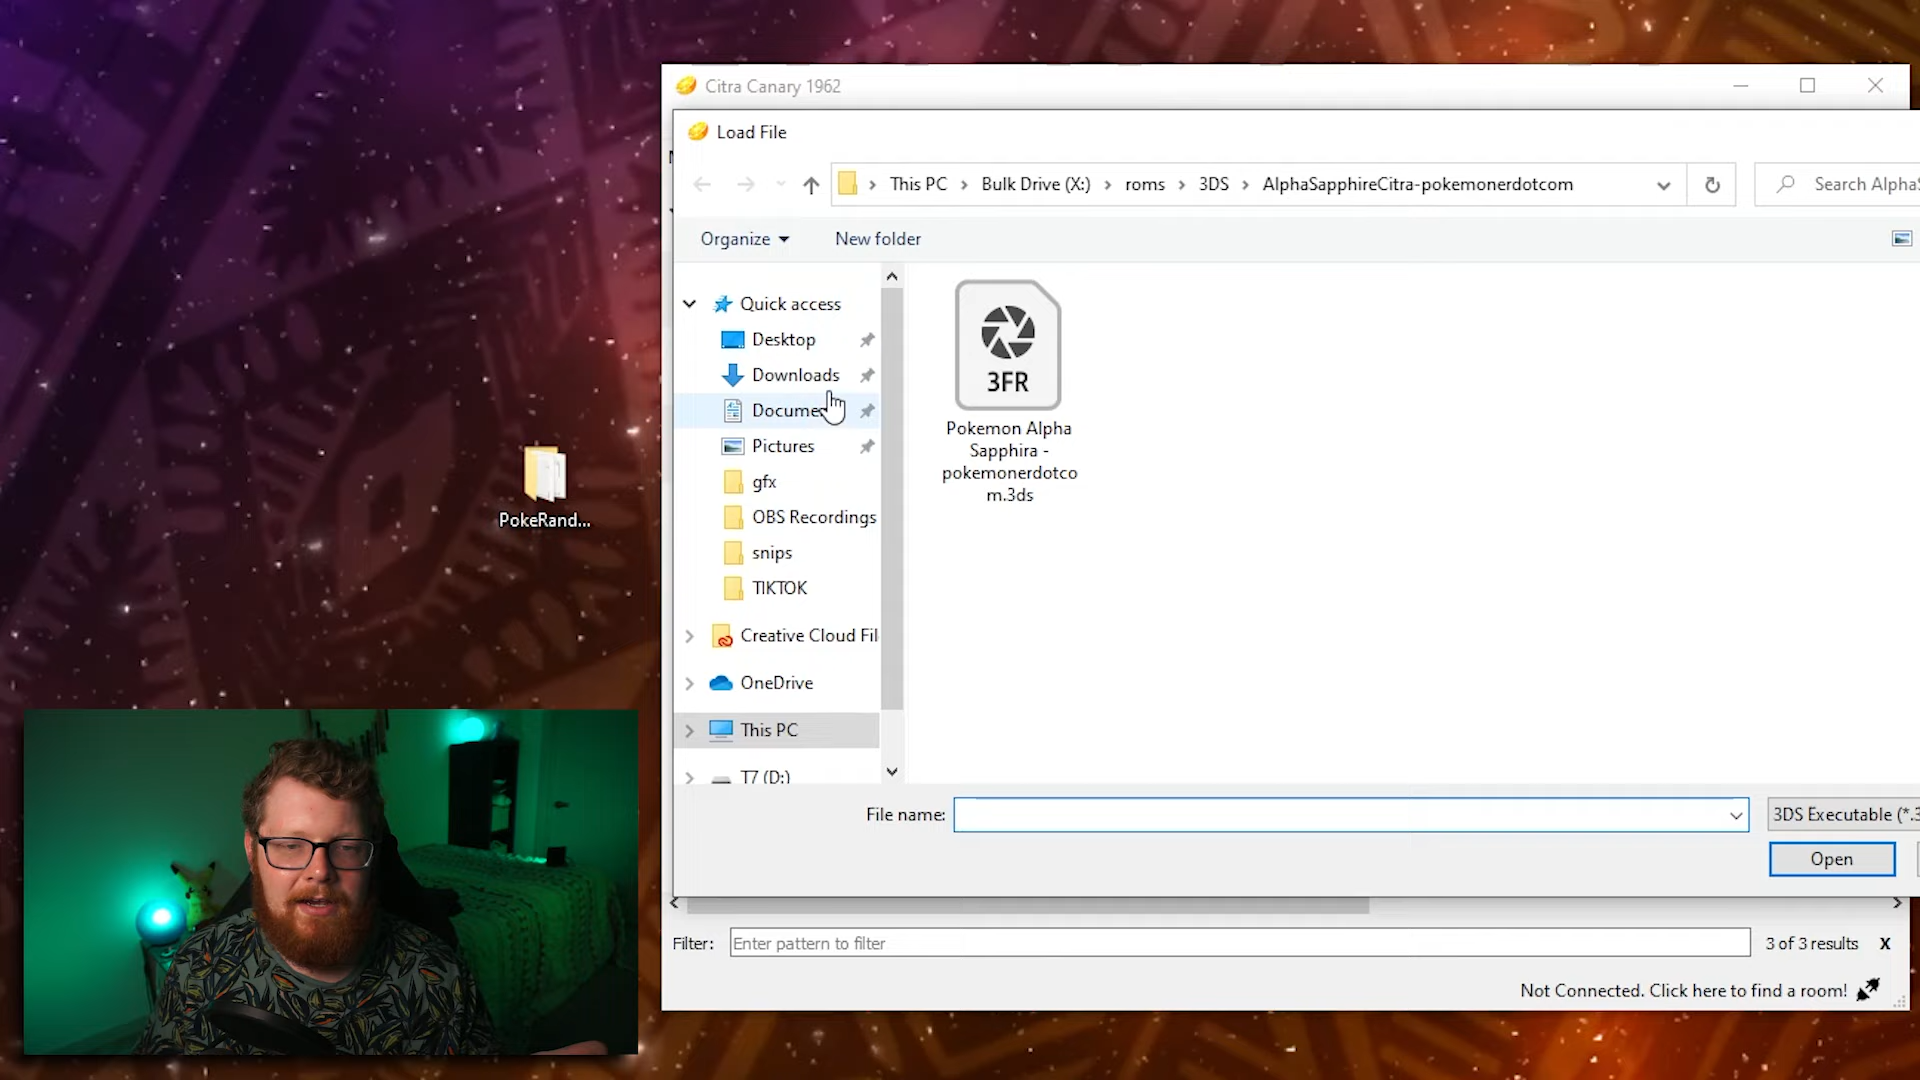 Citra Canary 1962
Load File
This PC
Bulk Drive (X:)
roms
3DS
AlphaSapphireCitra-pokemonerdotcom
Search Alpha
Organize
New folder
Quick access
Desktop
Downloads
Docume
Pictures
gfx
OBS Recordings
snips
TIKTOK
Creative Cloud Fil
OneDrive
This PC
T7 (D:)
3FR
Pokemon Alpha
Sapphira -
pokemonerdotco
m.3ds
PokeRand...
File name:
3DS Executable (*.3
Open
Filter:
Enter pattern to filter
3 of 3 results
X
Not Connected. Click here to find a room!